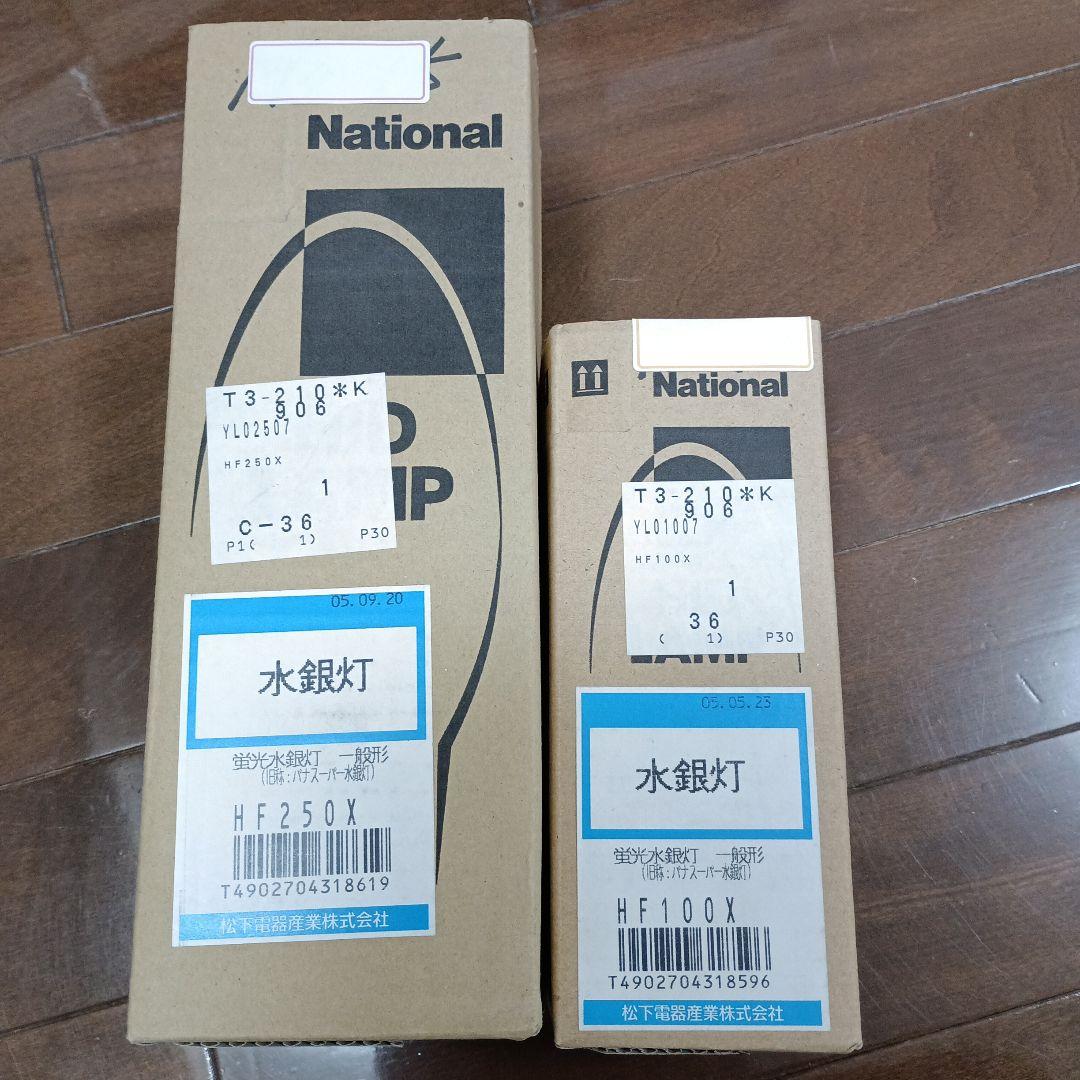 National
T3-210*K
906
YL02507
HF250X
1
C-36
P1( 1) P30
05.09.20
水銀灯
蛍光水銀灯 一般形
(旧称:パナスーパー水銀灯)
HF250X
T4902704318619
松下電器産業株式会社
National
T3-210*K
906
YL01007
HF100X
1
36
( 1) P30
LAMP
05.05.23
水銀灯
蛍光水銀灯 一般形
(旧称:パナスーパー水銀灯)
HF100X
T4902704318596
松下電器産業株式会社